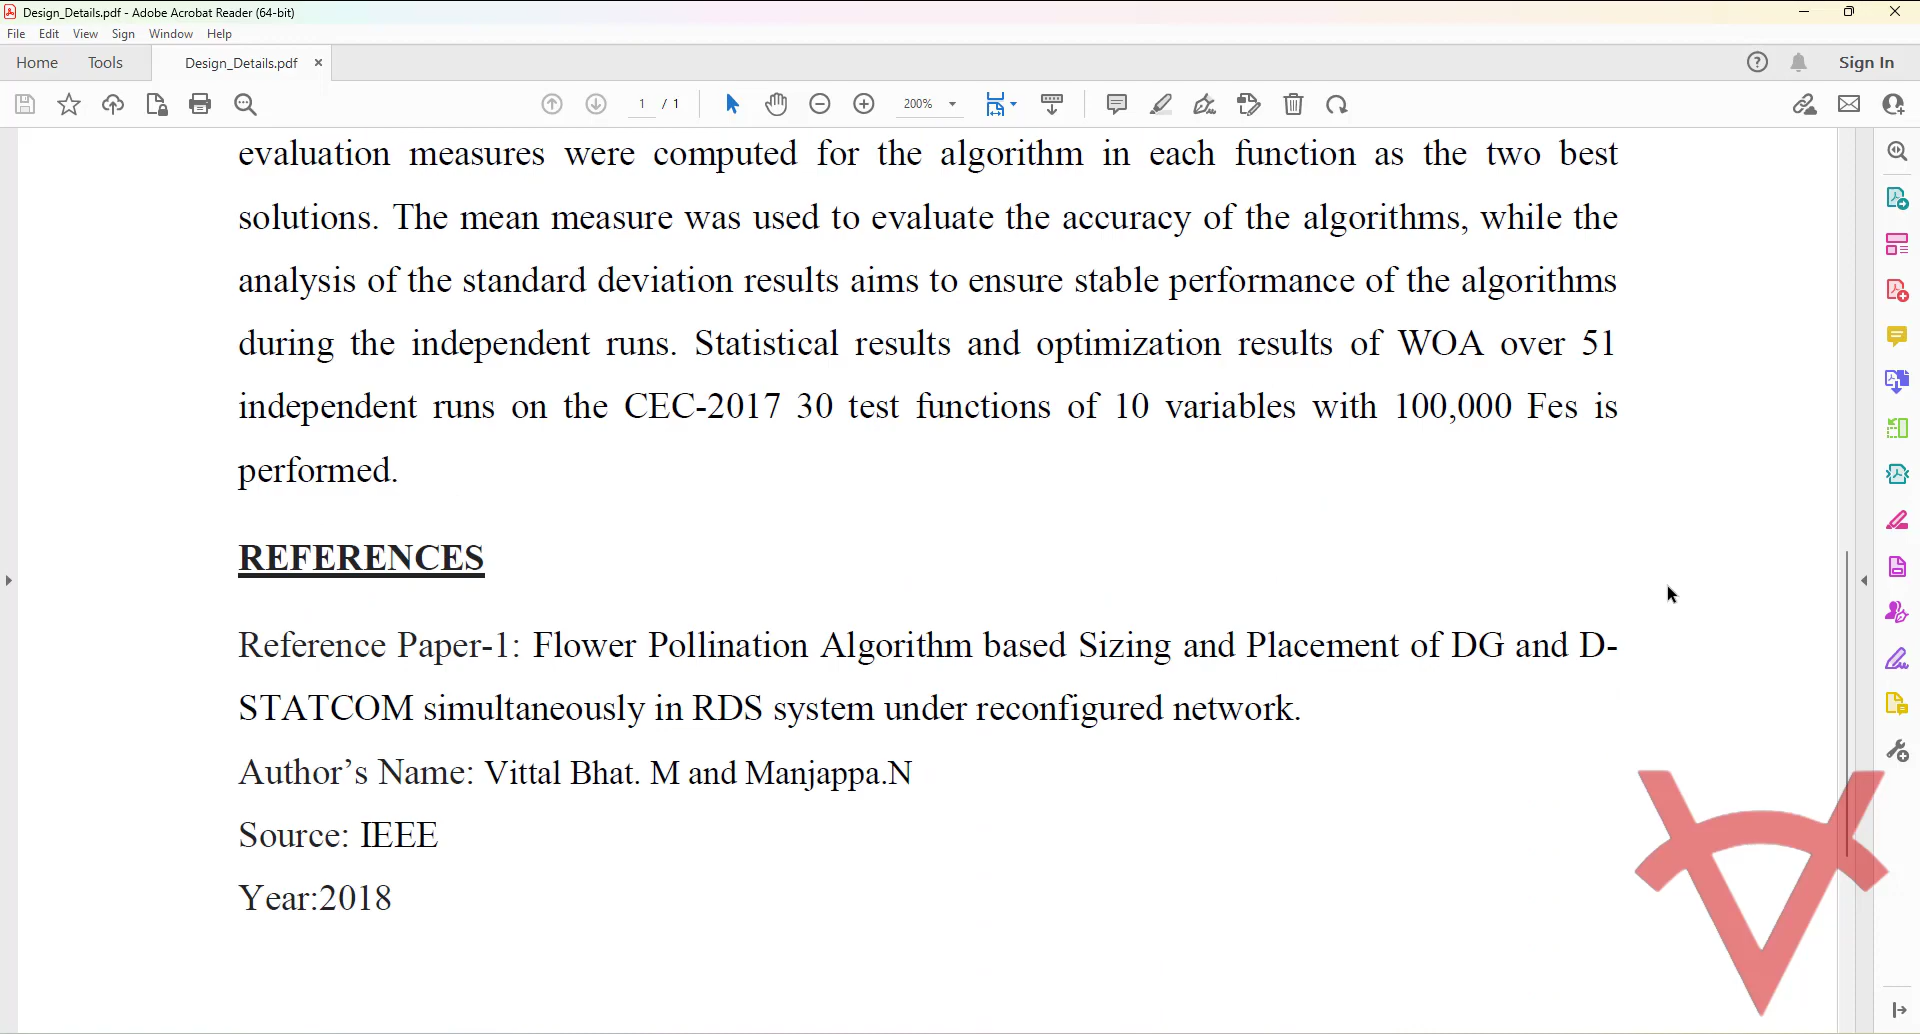 Design_Details.pdf - Adobe Acrobat Reader (64-bit)
File Edit View Sign Window Help
Home Tools Design_Details.pdf × Sign In
1 / 1 200%
evaluation measures were computed for the algorithm in each function as the two best
solutions. The mean measure was used to evaluate the accuracy of the algorithms, while the
analysis of the standard deviation results aims to ensure stable performance of the algorithms
during the independent runs. Statistical results and optimization results of WOA over 51
independent runs on the CEC-2017 30 test functions of 10 variables with 100,000 Fes is
performed.
REFERENCES
Reference Paper-1: Flower Pollination Algorithm based Sizing and Placement of DG and D-
STATCOM simultaneously in RDS system under reconfigured network.
Author’s Name: Vittal Bhat. M and Manjappa.N
Source: IEEE
Year:2018